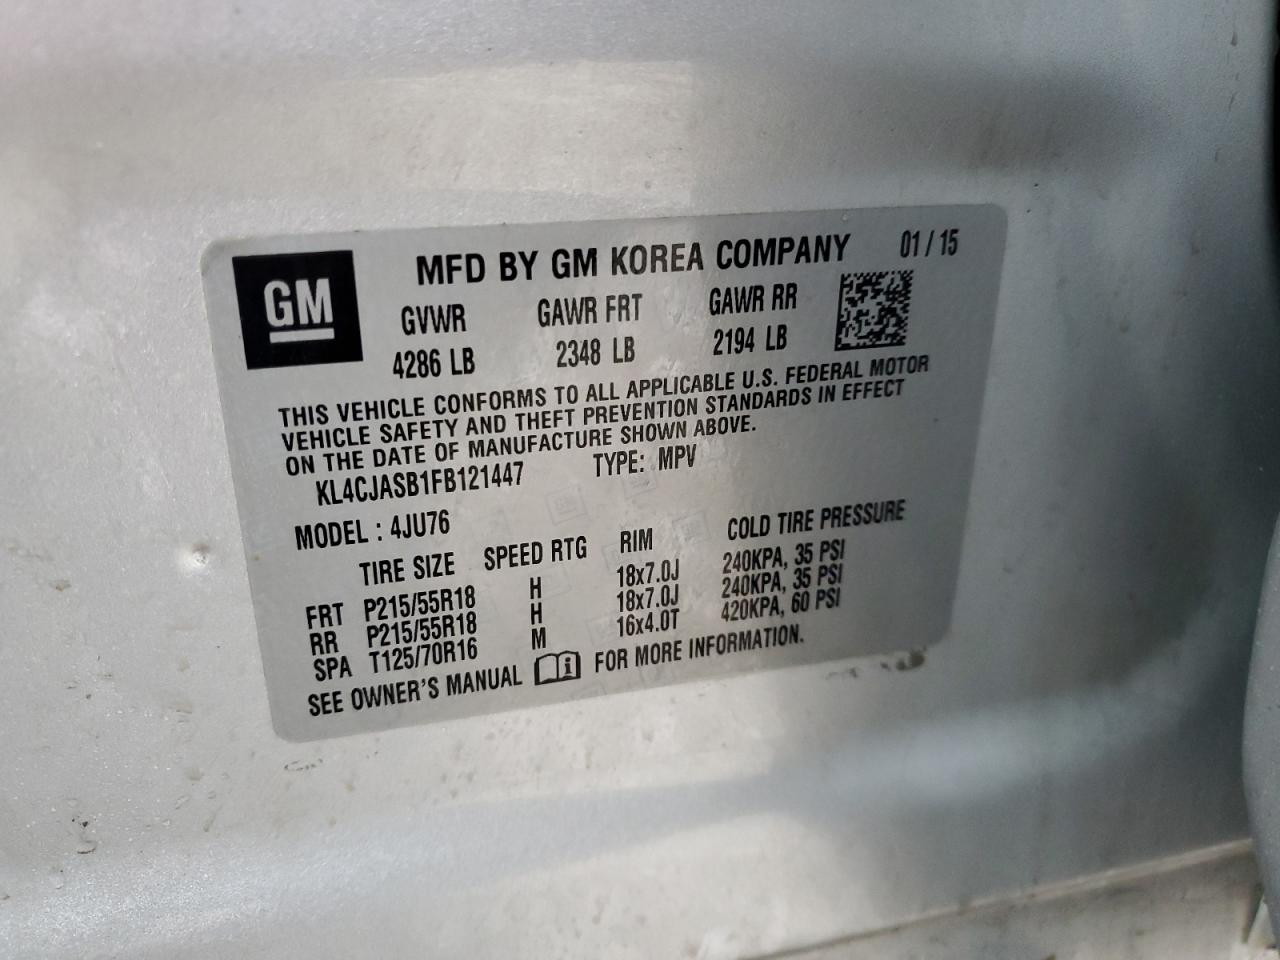 GM
MFD BY GM KOREA COMPANY 01 / 15
GVWR GAWR FRT GAWR RR
4286 LB 2348 LB 2194 LB
THIS VEHICLE CONFORMS TO ALL APPLICABLE U.S. FEDERAL MOTOR
VEHICLE SAFETY AND THEFT PREVENTION STANDARDS IN EFFECT
ON THE DATE OF MANUFACTURE SHOWN ABOVE.
KL4CJASB1FB121447 TYPE: MPV
MODEL : 4JU76
TIRE SIZE SPEED RTG RIM COLD TIRE PRESSURE
FRT P215/55R18 H 18x7.0J 240KPA, 35 PSI
RR P215/55R18 H 18x7.0J 240KPA, 35 PSI
SPA T125/70R16 M 16x4.0T 420KPA, 60 PSI
SEE OWNER'S MANUAL FOR MORE INFORMATION.